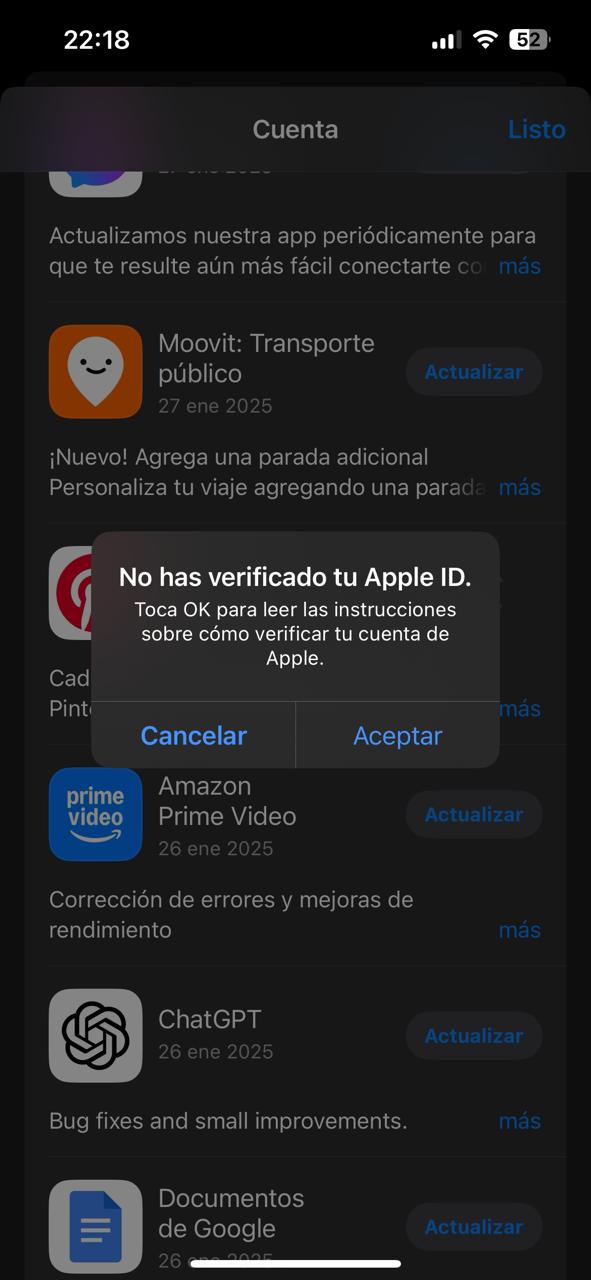 22:18
52
Cuenta
Listo
27 ene 2025
Actualizamos nuestra app periódicamente para
que te resulte aún más fácil conectarte
más
Moovit: Transporte
público
Actualizar
27 ene 2025
¡Nuevo! Agrega una parada adicional
Personaliza tu viaje agregando una parada
más
No has verificado tu Apple ID.
Toca OK para leer las instrucciones
sobre cómo verificar tu cuenta de
Apple.
Cancelar
Aceptar
más
prime
video
Amazon
Prime Video
Actualizar
26 ene 2025
Corrección de errores y mejoras de
rendimiento
más
ChatGPT
Actualizar
26 ene 2025
Bug fixes and small improvements.
más
Documentos
de Google
Actualizar
26 ene 2025